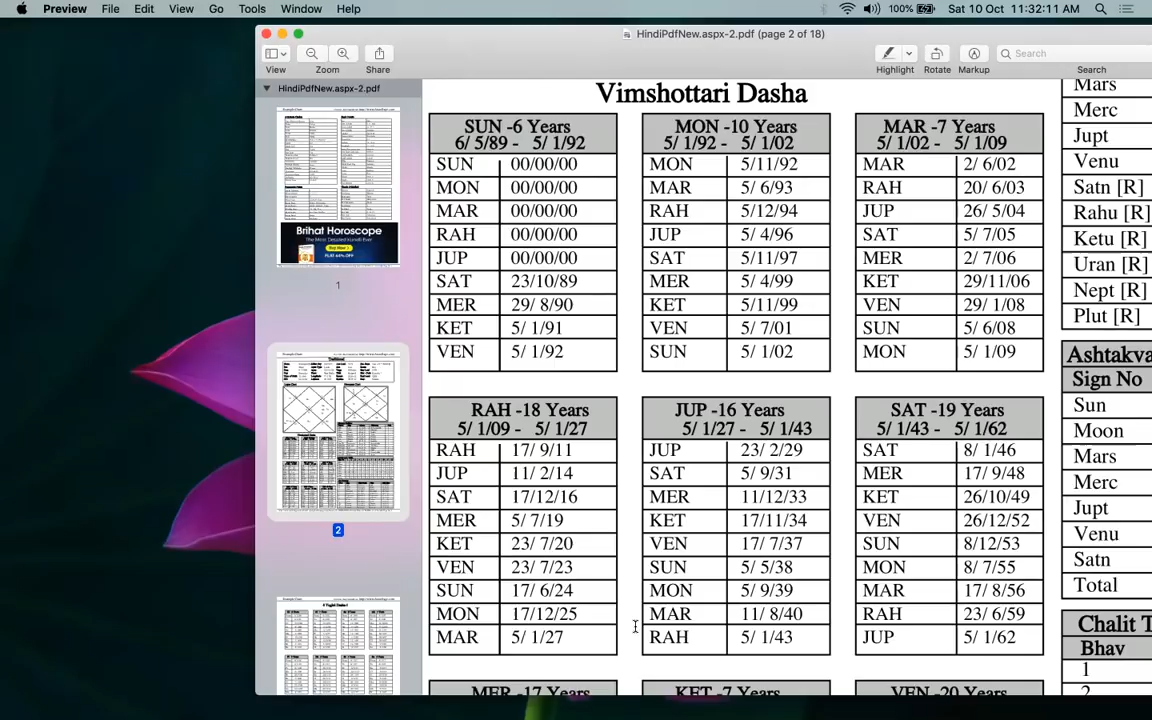 Preview File Edit View Go Tools Window Help 100% Sat 10 Oct 11:32:11 AM
HindiPdfNew.aspx-2.pdf (page 2 of 18)
Search
View Zoom Share Highlight Rotate Markup Search
HindiPdfNew.aspx-2.pdf
Brihat Horoscope
1
2
Vimshottari Dasha
SUN -6 Years
6/ 5/89 - 5/ 1/92
SUN 00/00/00
MON 00/00/00
MAR 00/00/00
RAH 00/00/00
JUP 00/00/00
SAT 23/10/89
MER 29/ 8/90
KET 5/ 1/91
VEN 5/ 1/92
MON -10 Years
5/ 1/92 - 5/ 1/02
MON 5/11/92
MAR 5/ 6/93
RAH 5/12/94
JUP 5/ 4/96
SAT 5/11/97
MER 5/ 4/99
KET 5/11/99
VEN 5/ 7/01
SUN 5/ 1/02
MAR -7 Years
5/ 1/02 - 5/ 1/09
MAR 2/ 6/02
RAH 20/ 6/03
JUP 26/ 5/04
SAT 5/ 7/05
MER 2/ 7/06
KET 29/11/06
VEN 29/ 1/08
SUN 5/ 6/08
MON 5/ 1/09
RAH -18 Years
5/ 1/09 - 5/ 1/27
RAH 17/ 9/11
JUP 11/ 2/14
SAT 17/12/16
MER 5/ 7/19
KET 23/ 7/20
VEN 23/ 7/23
SUN 17/ 6/24
MON 17/12/25
MAR 5/ 1/27
JUP -16 Years
5/ 1/27 - 5/ 1/43
JUP 23/ 2/29
SAT 5/ 9/31
MER 11/12/33
KET 17/11/34
VEN 17/ 7/37
SUN 5/ 5/38
MON 5/ 9/39
MAR 11/ 8/40
RAH 5/ 1/43
SAT -19 Years
5/ 1/43 - 5/ 1/62
SAT 8/ 1/46
MER 17/ 9/48
KET 26/10/49
VEN 26/12/52
SUN 8/12/53
MON 8/ 7/55
MAR 17/ 8/56
RAH 23/ 6/59
JUP 5/ 1/62
MER -17 Years
KET -7 Years
VEN -20 Years
Mars
Merc
Jupt
Venu
Satn [R]
Rahu [R]
Ketu [R]
Uran [R]
Nept [R]
Plut [R]
Ashtakva
Sign No
Sun
Moon
Mars
Merc
Jupt
Venu
Satn
Total
Chalit T
Bhav
1
2